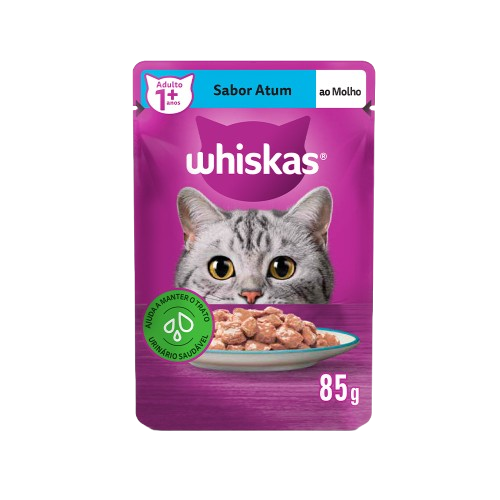 Adulto
1+
anos
Sabor Atum
ao Molho
whiskas®
AJUDA A MANTER O TRATO
URINÁRIO SAUDÁVEL
85g